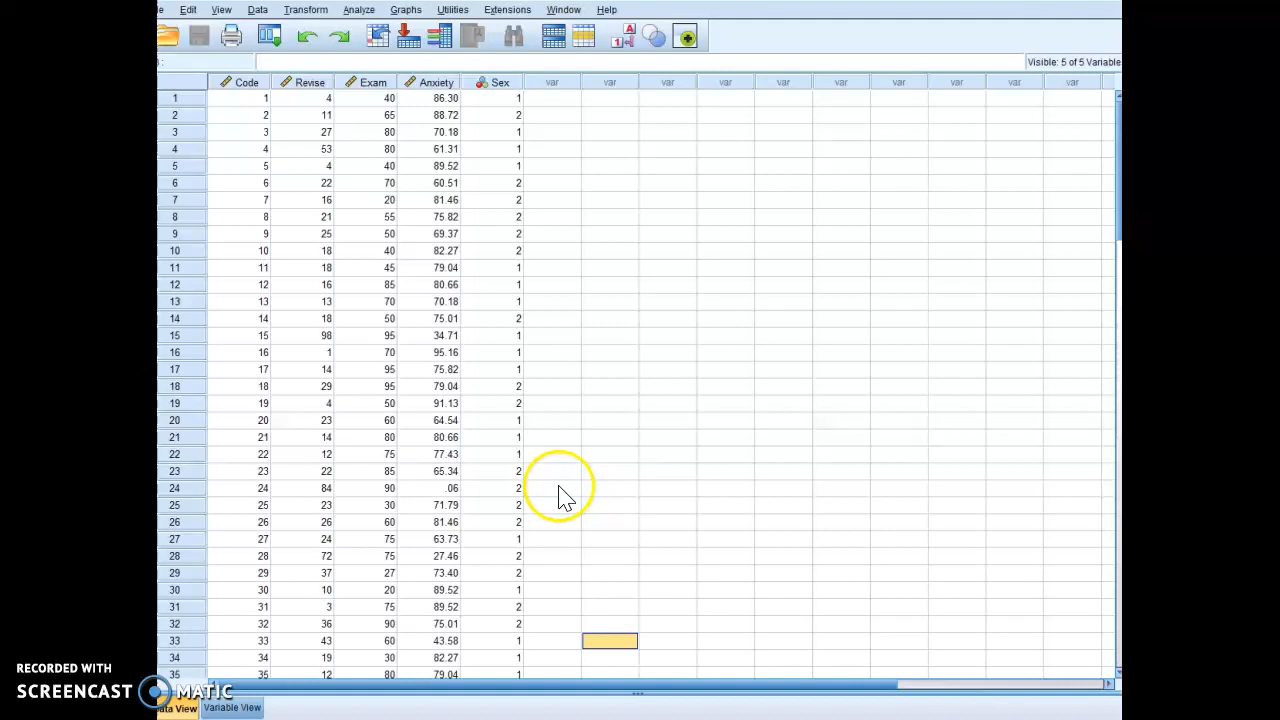 le Edit View Data Transform Analyze Graphs Utilities Extensions Window Help
Visible: 5 of 5 Variable
Code Revise Exam Anxiety Sex var var var var var var var var var var
1 1 4 40 86.30 1
2 2 11 65 88.72 2
3 3 27 80 70.18 1
4 4 53 80 61.31 1
5 5 4 40 89.52 1
6 6 22 70 60.51 2
7 7 16 20 81.46 2
8 8 21 55 75.82 2
9 9 25 50 69.37 2
10 10 18 40 82.27 2
11 11 18 45 79.04 1
12 12 16 85 80.66 1
13 13 13 70 70.18 1
14 14 18 50 75.01 2
15 15 98 95 34.71 1
16 16 1 70 95.16 1
17 17 14 95 75.82 1
18 18 29 95 79.04 2
19 19 4 50 91.13 2
20 20 23 60 64.54 1
21 21 14 80 80.66 1
22 22 12 75 77.43 1
23 23 22 85 65.34 2
24 24 84 90 .06 2
25 25 23 30 71.79 2
26 26 26 60 81.46 2
27 27 24 75 63.73 1
28 28 72 75 27.46 2
29 29 37 27 73.40 2
30 30 10 20 89.52 1
31 31 3 75 89.52 2
32 32 36 90 75.01 2
33 33 43 60 43.58 1
34 34 19 30 82.27 1
35 35 12 80 79.04 1
RECORDED WITH
SCREENCAST MATIC
ata View Variable View